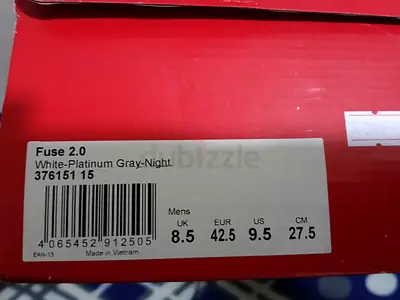 Fuse 2.0
White-Platinum Gray-Night
376151 15
dubizzle
Mens
UK EUR US CM
8.5 42.5 9.5 27.5
4 065452 912505
EAN-13 Made in Vietnam